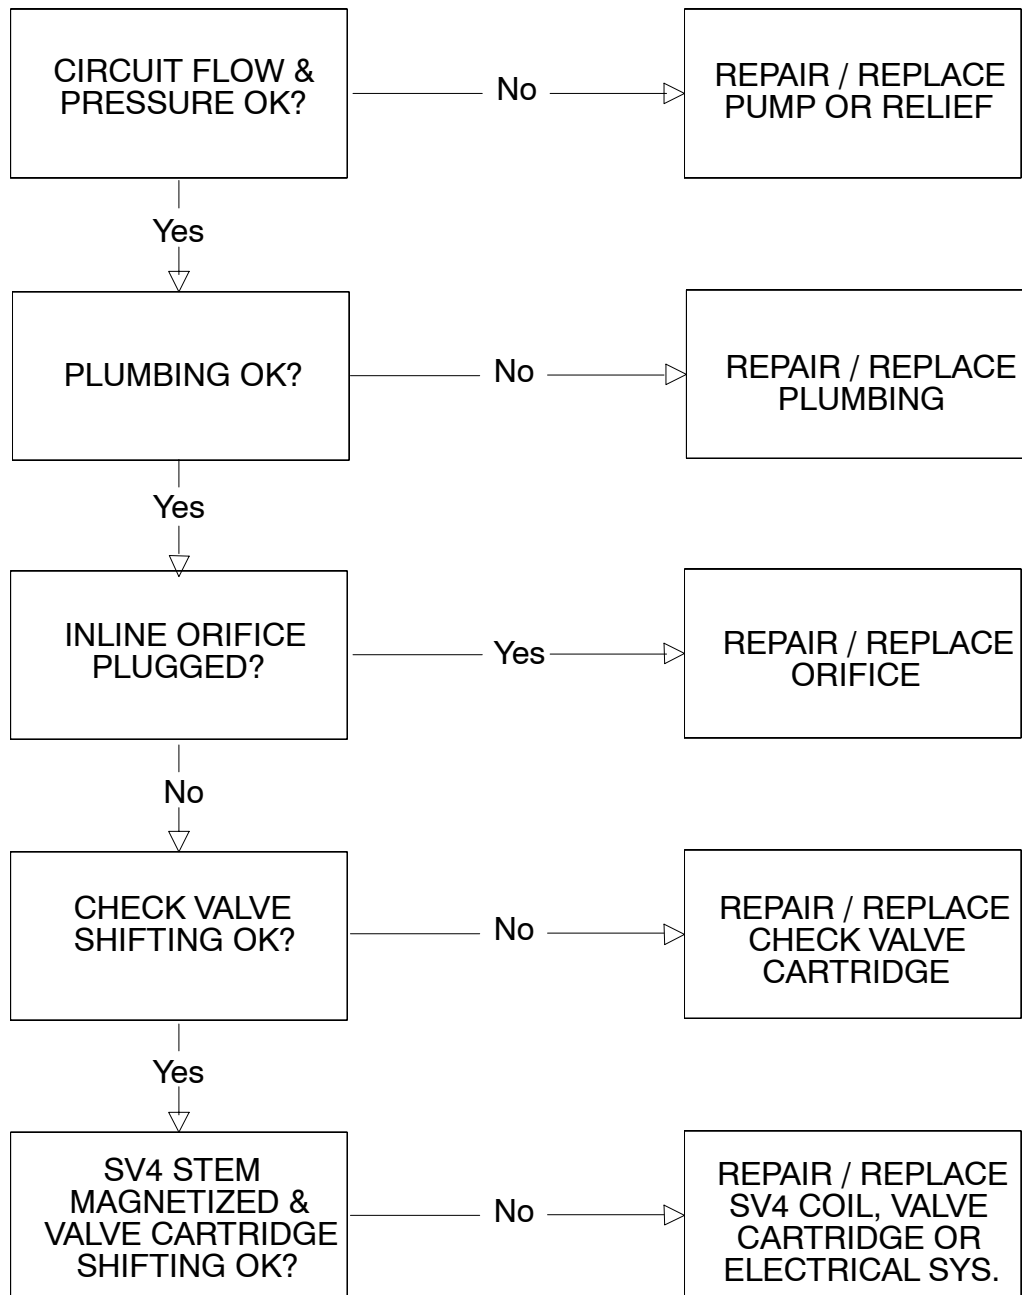 CIRCUIT FLOW &
PRESSURE OK?
No
REPAIR / REPLACE
PUMP OR RELIEF
Yes
PLUMBING OK?
No
REPAIR / REPLACE
PLUMBING
Yes
INLINE ORIFICE
PLUGGED?
Yes
REPAIR / REPLACE
ORIFICE
No
CHECK VALVE
SHIFTING OK?
No
REPAIR / REPLACE
CHECK VALVE
CARTRIDGE
Yes
SV4 STEM
MAGNETIZED &
VALVE CARTRIDGE
SHIFTING OK?
No
REPAIR / REPLACE
SV4 COIL, VALVE
CARTRIDGE OR
ELECTRICAL SYS.